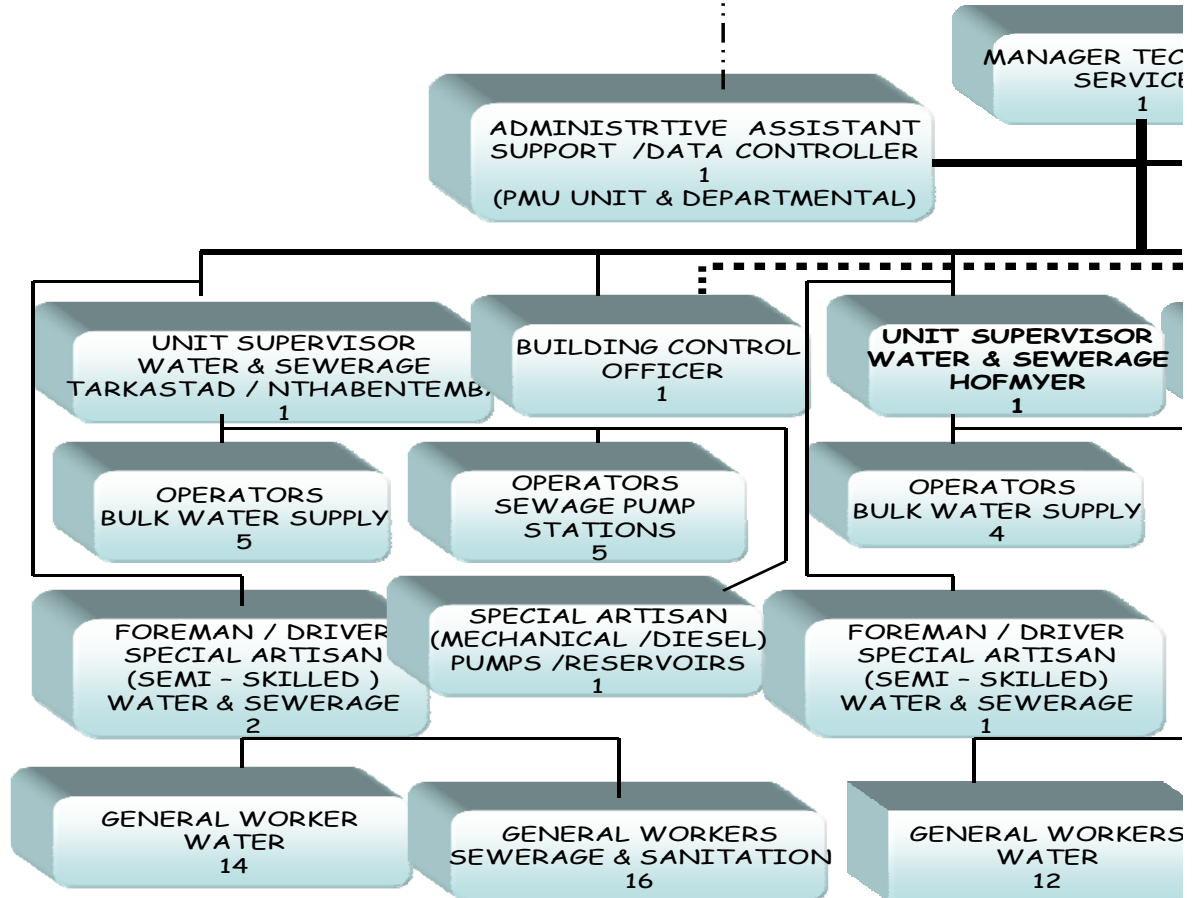 MANAGER TEC
SERVICE
1
ADMINISTRTIVE ASSISTANT
SUPPORT /DATA CONTROLLER
1
(PMU UNIT & DEPARTMENTAL)
UNIT SUPERVISOR
WATER & SEWERAGE
TARKASTAD / NTHABENTEMB
1
BUILDING CONTROL
OFFICER
1
UNIT SUPERVISOR
WATER & SEWERAGE
HOFMYER
1
OPERATORS
BULK WATER SUPPLY
5
OPERATORS
SEWAGE PUMP
STATIONS
5
OPERATORS
BULK WATER SUPPLY
4
FOREMAN / DRIVER
SPECIAL ARTISAN
(SEMI – SKILLED )
WATER & SEWERAGE
2
SPECIAL ARTISAN
(MECHANICAL /DIESEL)
PUMPS /RESERVOIRS
1
FOREMAN / DRIVER
SPECIAL ARTISAN
(SEMI – SKILLED)
WATER & SEWERAGE
1
GENERAL WORKER
WATER
14
GENERAL WORKERS
SEWERAGE & SANITATION
16
GENERAL WORKERS
WATER
12